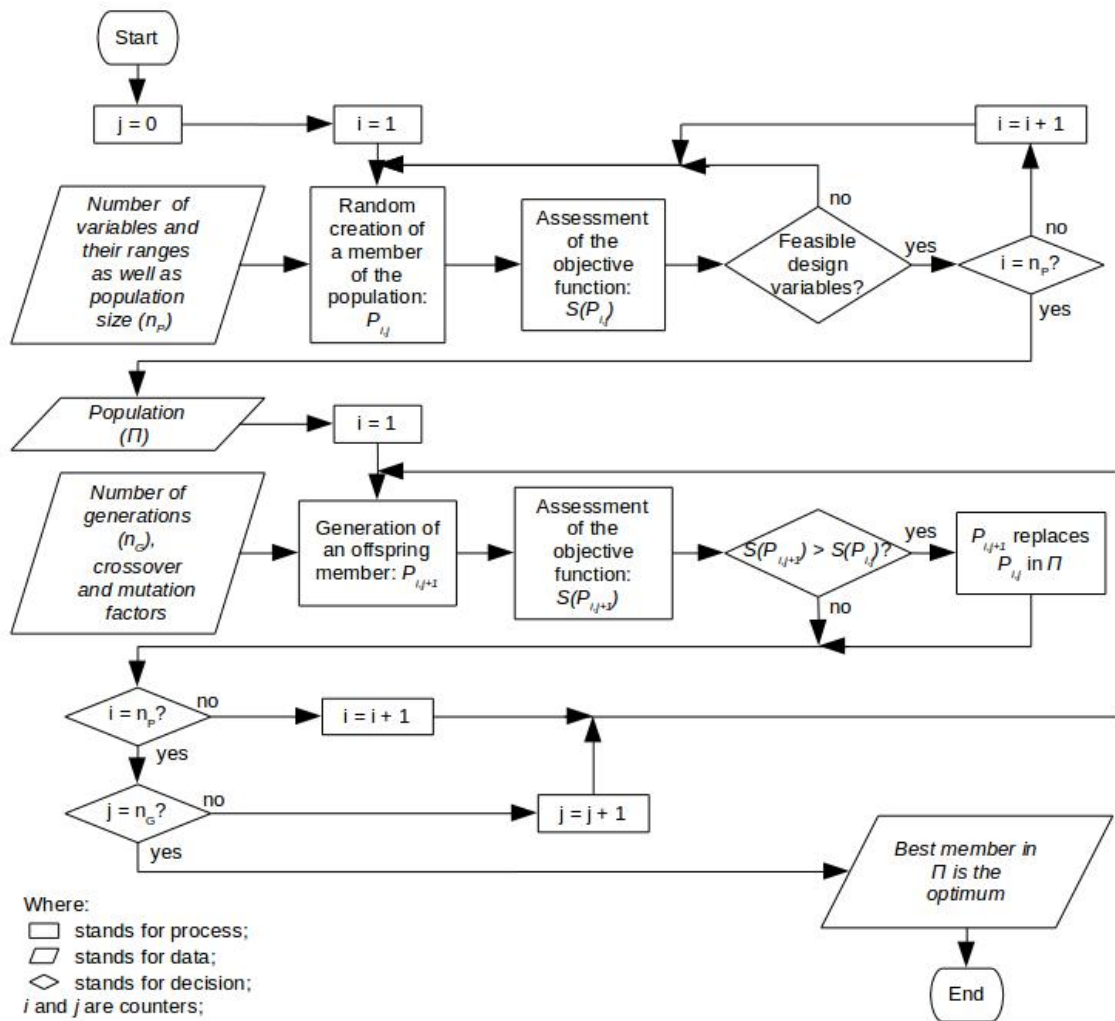 Start
j = 0
i = 1
i = i + 1
Number of
variables and
their ranges
as well as
population
size (nP)
Random
creation of
a member
of the
population:
Pi,j
Assessment
of the
objective
function:
S(Pi,j)
no
Feasible
design
variables?
yes
no
i = nP?
yes
Population
(Π)
i = 1
Number of
generations
(nG),
crossover
and mutation
factors
Generation of
an offspring
member: Pi,j+1
Assessment
of the
objective
function:
S(Pi,j+1)
S(Pi,j+1) > S(Pi,j)?
yes
no
Pi,j+1 replaces
Pi,j in Π
i = nP?
no
i = i + 1
yes
j = nG?
no
j = j + 1
yes
Best member in
Π is the
optimum
End
Where:
stands for process;
stands for data;
stands for decision;
i and j are counters;